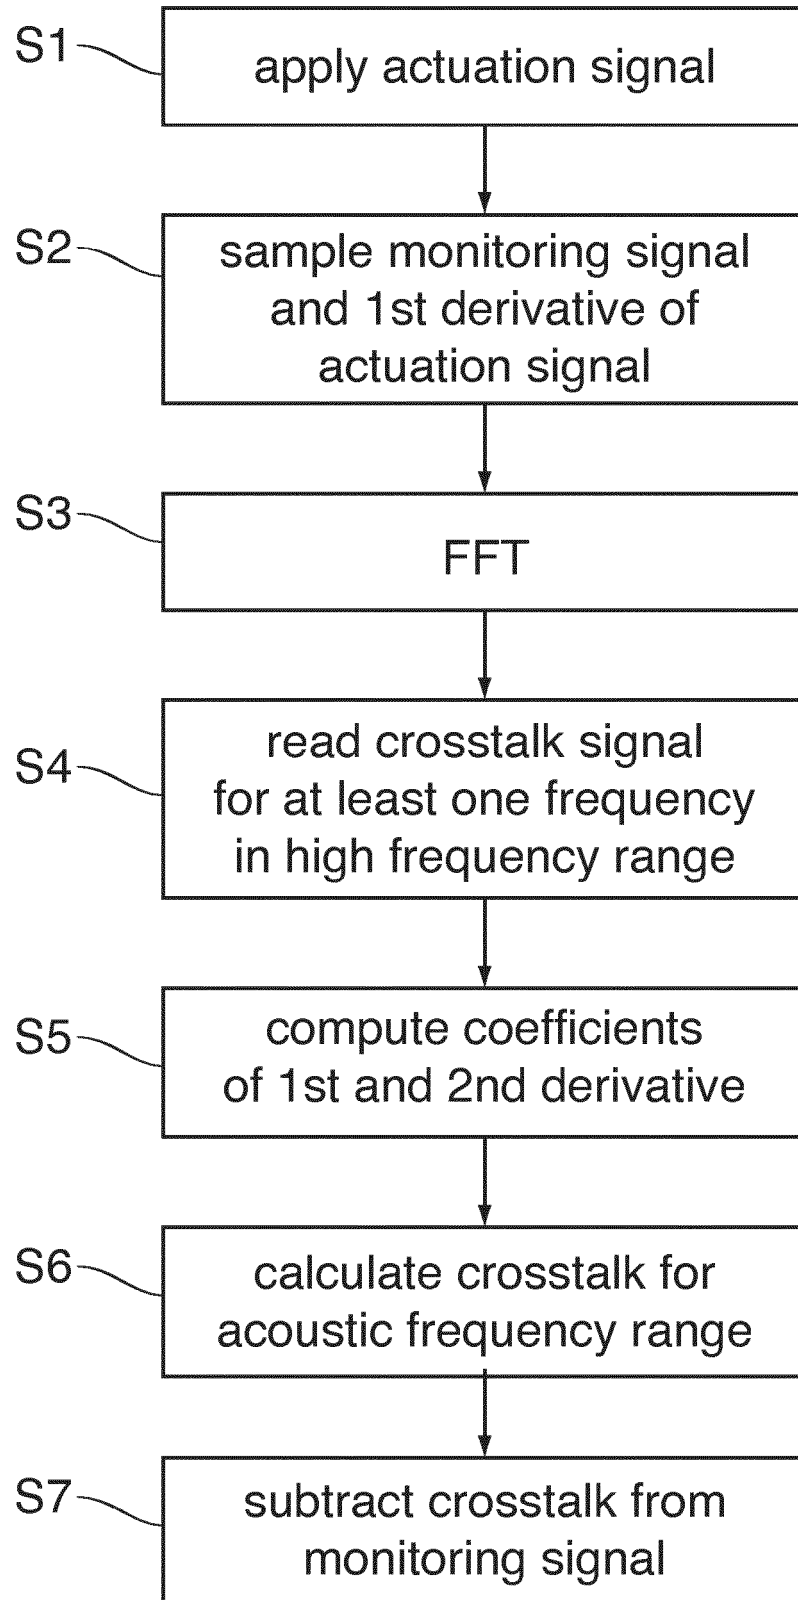 S1
apply actuation signal
S2
sample monitoring signal
and 1st derivative of
actuation signal
S3
FFT
S4
read crosstalk signal
for at least one frequency
in high frequency range
S5
compute coefficients
of 1st and 2nd derivative
S6
calculate crosstalk for
acoustic frequency range
S7
subtract crosstalk from
monitoring signal